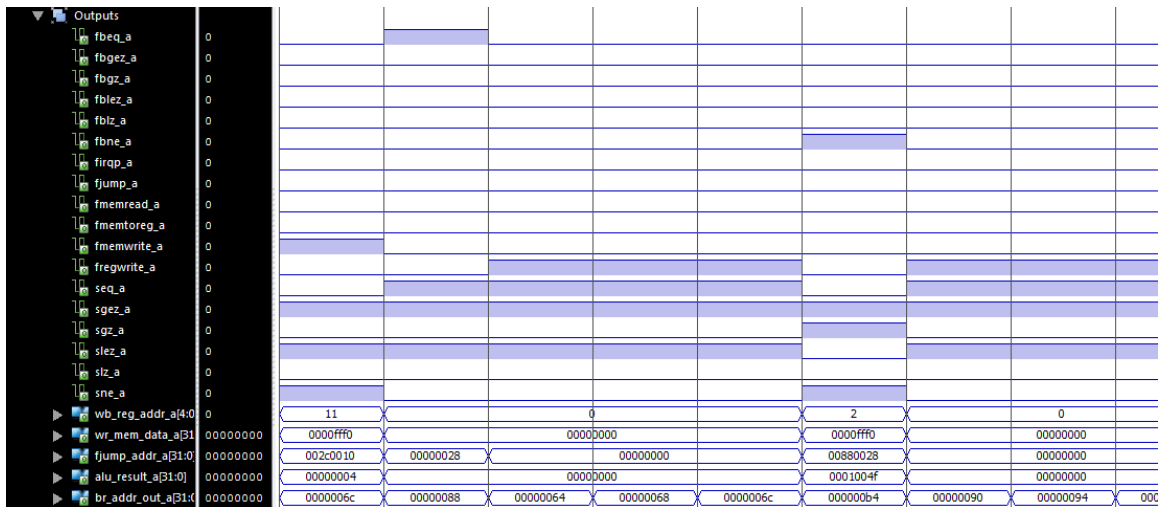 Outputs
fbeq_a 0
fbgez_a 0
fbgz_a 0
fblez_a 0
fblz_a 0
fbne_a 0
firqp_a 0
fjump_a 0
fmemread_a 0
fmemtoreg_a 0
fmemwrite_a 0
fregwrite_a 0
seq_a 0
sgez_a 0
sgz_a 0
slez_a 0
slz_a 0
sne_a 0
wb_reg_addr_a[4:0 0 11 0 2 0
wr_mem_data_a[31 00000000 0000fff0 00000000 0000fff0 00000000
fjump_addr_a[31:0] 00000000 002c0010 00000028 00000000 00880028 00000000
alu_result_a[31:0] 00000000 00000004 00000000 0001004f 00000000
br_addr_out_a[31:0 00000000 0000006c 00000088 00000064 00000068 0000006c 000000b4 00000090 00000094 000